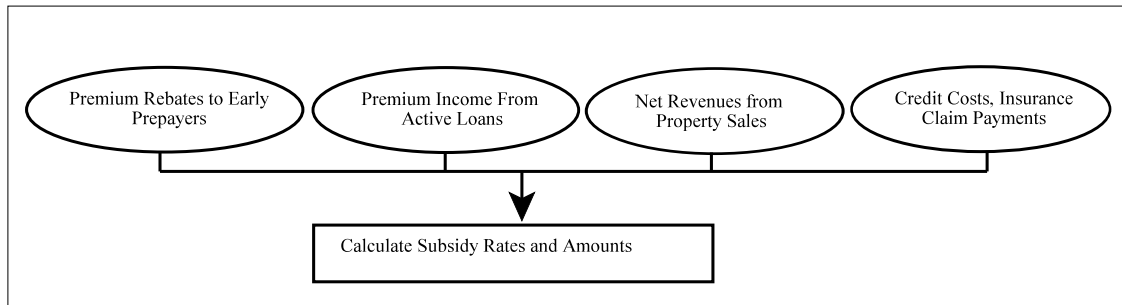 Premium Rebates to Early
Prepayers
Premium Income From
Active Loans
Net Revenues from
Property Sales
Credit Costs, Insurance
Claim Payments
Calculate Subsidy Rates and Amounts